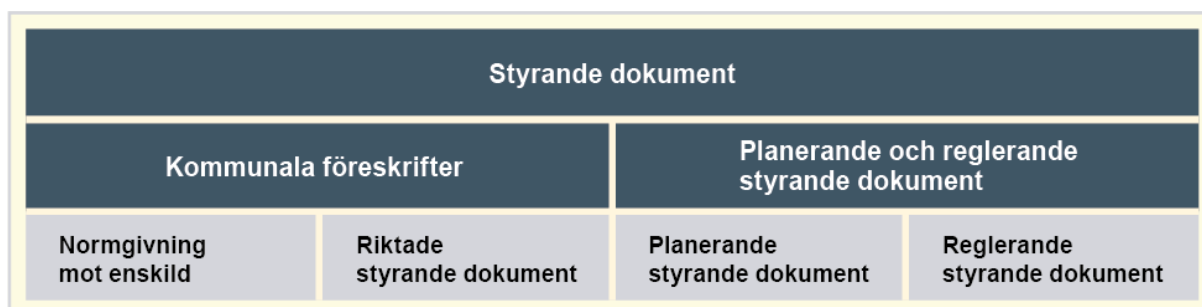 Styrande dokument
Kommunala föreskrifter
Planerande och reglerande
styrande dokument
Normgivning
mot enskild
Riktade
styrande dokument
Planerande
styrande dokument
Reglerande
styrande dokument